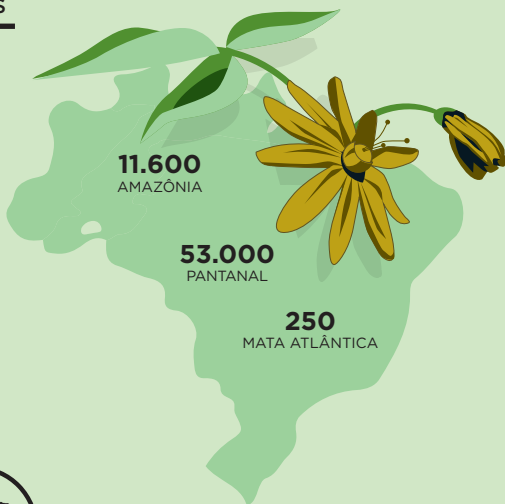 S
11.600
AMAZÔNIA
53.000
PANTANAL
250
MATA ATLÂNTICA